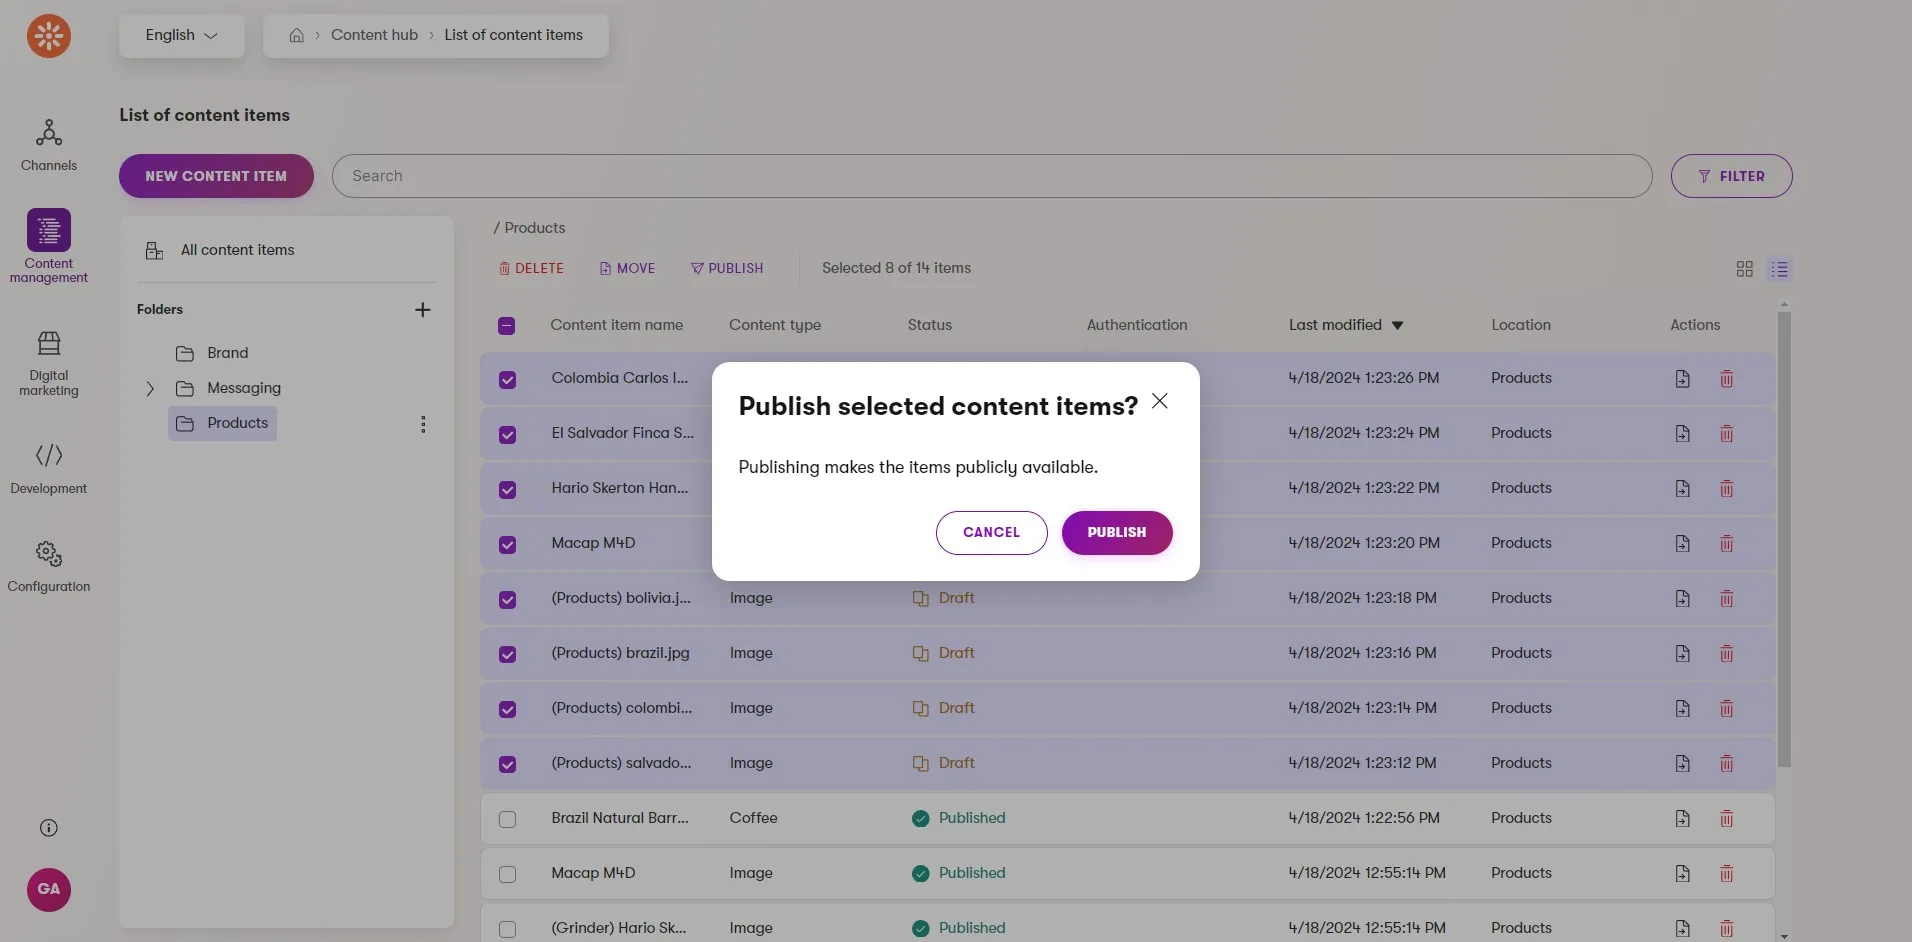 English
Content hub
List of content items
List of content items
Channels
NEW CONTENT ITEM
Search
FILTER
Content
management
All content items
/ Products
DELETE
MOVE
PUBLISH
Selected 8 of 14 items
Folders
Content item name
Content type
Status
Authentication
Last modified
Location
Actions
Brand
Messaging
Products
Digital
marketing
Development
Configuration
GA
Colombia Carlos I... 4/18/2024 1:23:26 PM Products
El Salvador Finca S... 4/18/2024 1:23:24 PM Products
Hario Skerton Han... 4/18/2024 1:23:22 PM Products
Macap M4D 4/18/2024 1:23:20 PM Products
(Products) bolivia.j... Image Draft 4/18/2024 1:23:18 PM Products
(Products) brazil.jpg Image Draft 4/18/2024 1:23:16 PM Products
(Products) colombi... Image Draft 4/18/2024 1:23:14 PM Products
(Products) salvado... Image Draft 4/18/2024 1:23:12 PM Products
Brazil Natural Barr... Coffee Published 4/18/2024 1:22:56 PM Products
Macap M4D Image Published 4/18/2024 12:55:14 PM Products
(Grinder) Hario Sk... Image Published 4/18/2024 12:55:14 PM Products
Publish selected content items?
Publishing makes the items publicly available.
CANCEL
PUBLISH